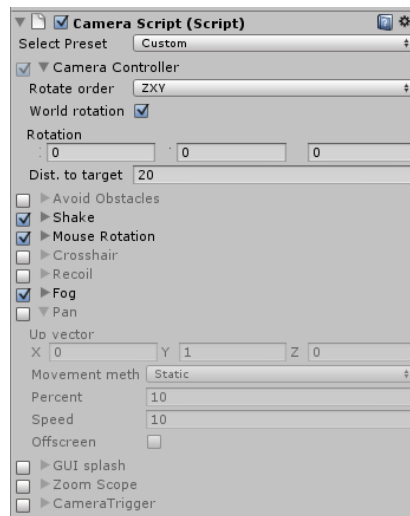 Camera Script (Script)
Select Preset Custom
Camera Controller
Rotate order ZXY
World rotation
Rotation
0 0 0
Dist. to target 20
Avoid Obstacles
Shake
Mouse Rotation
Crosshair
Recoil
Fog
Pan
Up vector
X 0 Y 1 Z 0
Movement meth Static
Percent 10
Speed 10
Offscreen
GUI splash
Zoom Scope
CameraTrigger